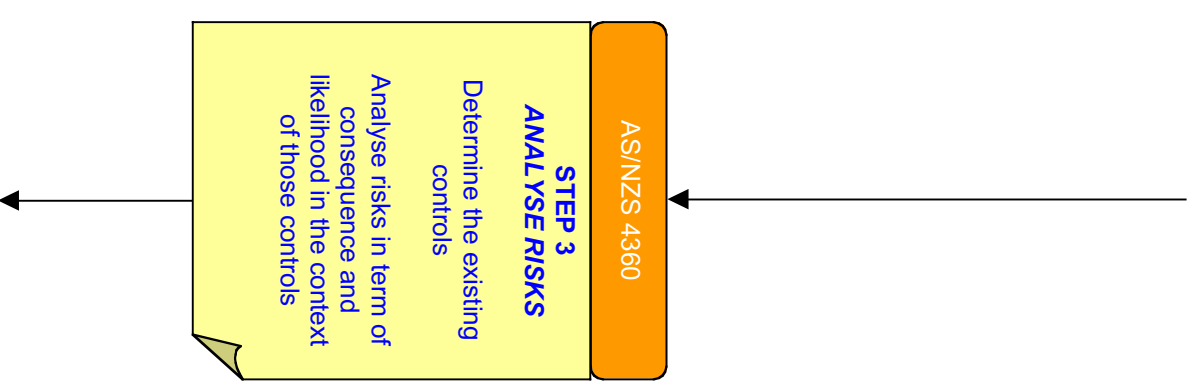 AS/NZS 4360
STEP 3
ANALYSE RISKS
Determine the existing
controls
Analyse risks in term of
consequence and
likelihood in the context
of those controls